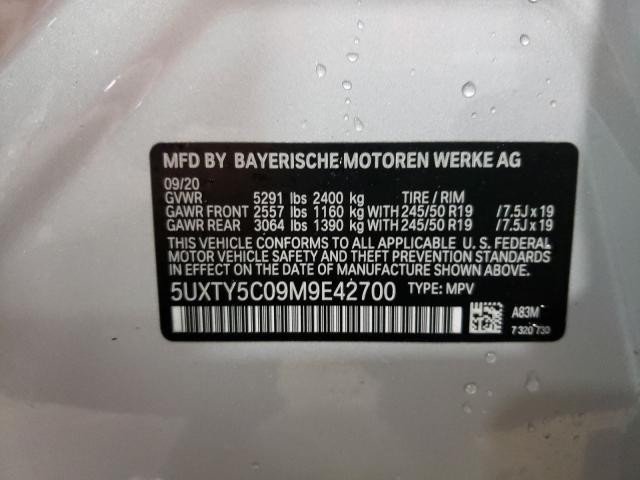 MFD BY BAYERISCHE MOTOREN WERKE AG
09/20
GVWR 5291 lbs 2400 kg TIRE / RIM
GAWR FRONT 2557 lbs 1160 kg WITH 245/50 R19 / 7.5J x 19
GAWR REAR 3064 lbs 1390 kg WITH 245/50 R19 / 7.5J x 19
THIS VEHICLE CONFORMS TO ALL APPLICABLE U. S. FEDERAL
MOTOR VEHICLE SAFETY, BUMPER, AND THEFT PREVENTION
STANDARDS IN EFFECT ON THE DATE OF MANUFACTURE SHOWN
ABOVE.
5UXTY5C09M9E42700 TYPE: MPV
A83M
7 320 730